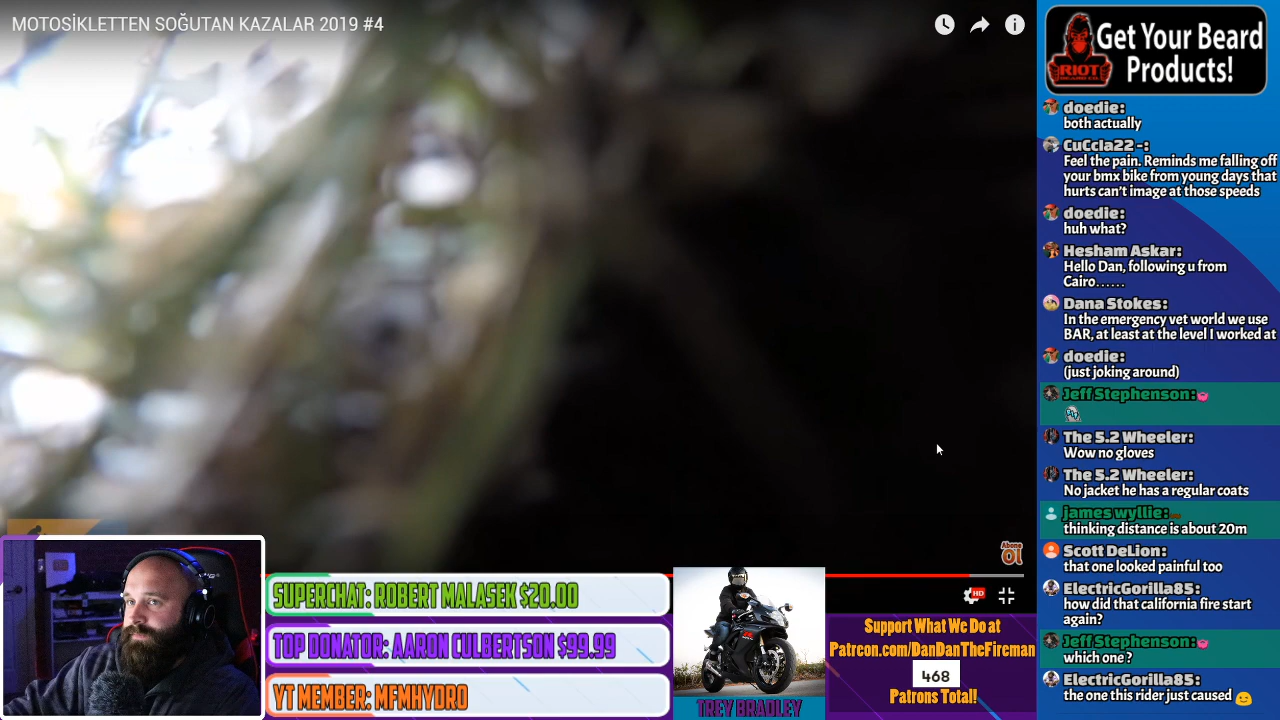 MOTOSİKLETTEN SOĞUTAN KAZALAR 2019 #4
RIOT
BEARD CO.
Get Your Beard
Products!
doedie:
both actually
CuCcIa22 -:
Feel the pain. Reminds me falling off
your bmx bike from young days that
hurts can't image at those speeds
doedie:
huh what?
Hesham Askar:
Hello Dan, following u from
Cairo……
Dana Stokes:
In the emergency vet world we use
BAR, at least at the level I worked at
doedie:
(just joking around)
Jeff Stephenson:
The 5.2 Wheeler:
Wow no gloves
The 5.2 Wheeler:
No jacket he has a regular coats
james wyllie:
thinking distance is about 20m
Scott DeLion:
that one looked painful too
ElectricGorilla85:
how did that california fire start
again?
Jeff Stephenson:
which one ?
ElectricGorilla85:
the one this rider just caused
Abone
Ol
HD
SUPERCHAT: ROBERT MALASEK $20.00
TOP DONATOR: AARON CULBERTSON $99.99
YT MEMBER: MFMHYDRO
TREY BRADLEY
Support What We Do at
Patreon.com/DanDanTheFireman
468
Patrons Total!